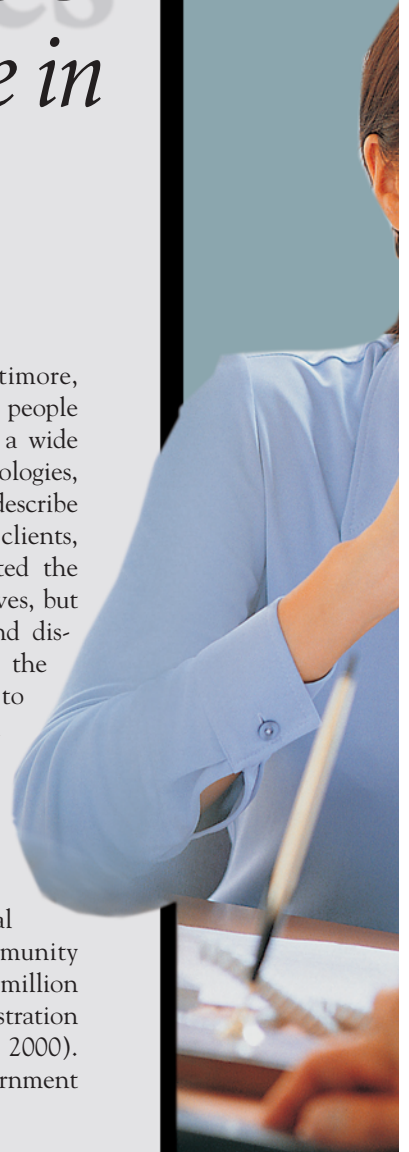 es
e in
timore,
people
a wide
ologies,
describe
clients,
ted the
ves, but
nd dis-
the
to
al
munity
million
stration
2000).
rnment